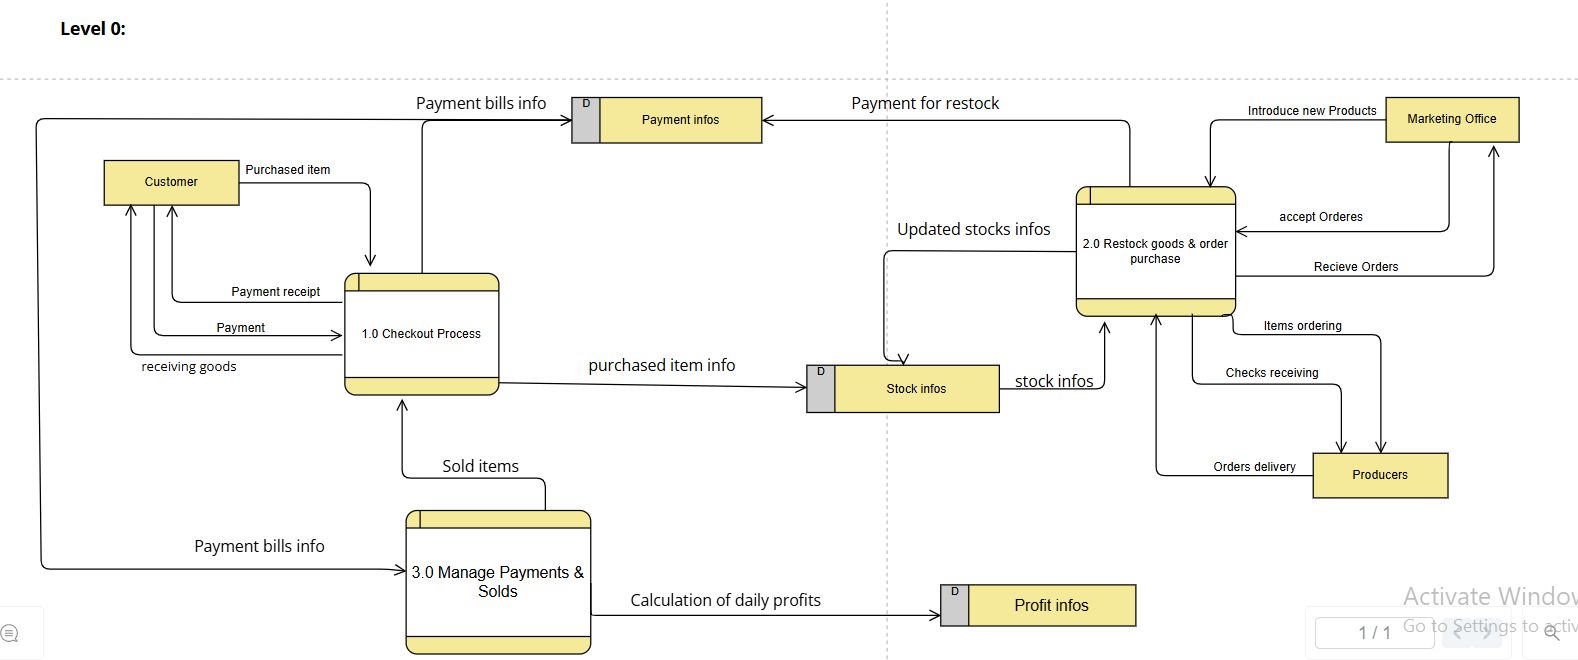 Level 0:
Payment bills info
D
Payment infos
Payment for restock
Introduce new Products
Marketing Office
Customer
Purchased item
accept Orderes
Updated stocks infos
2.0 Restock goods & order
purchase
Recieve Orders
Payment receipt
Payment
1.0 Checkout Process
receiving goods
Items ordering
purchased item info
D
Stock infos
stock infos
Checks receiving
Sold items
Orders delivery
Producers
Payment bills info
3.0 Manage Payments &
Solds
Calculation of daily profits
D
Profit infos
Activate Window
Go to Settings to activ
1 / 1